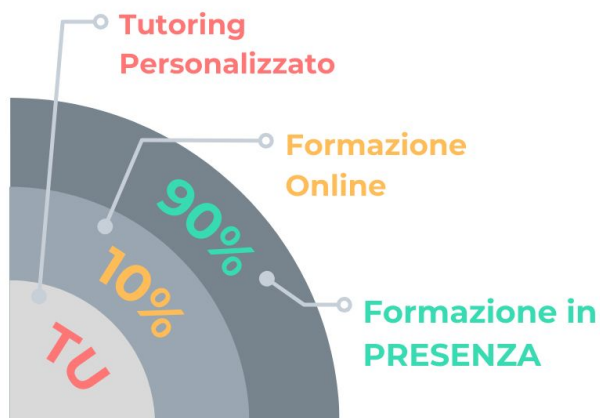 Tutoring
Personalizzato
Formazione
Online
90%
10%
Formazione in
PRESENZA
TU